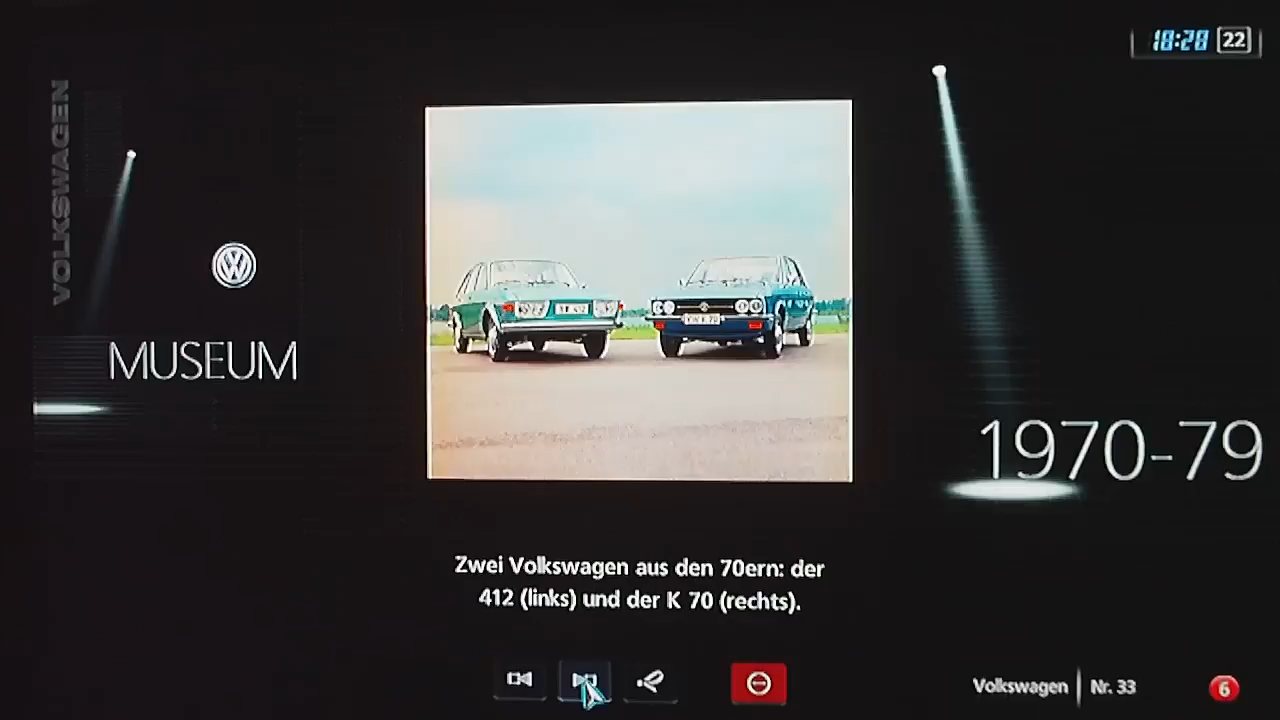 18:28 22
VOLKSWAGEN
MUSEUM
1970-79
Zwei Volkswagen aus den 70ern: der
412 (links) und der K 70 (rechts).
Volkswagen | Nr. 33
6